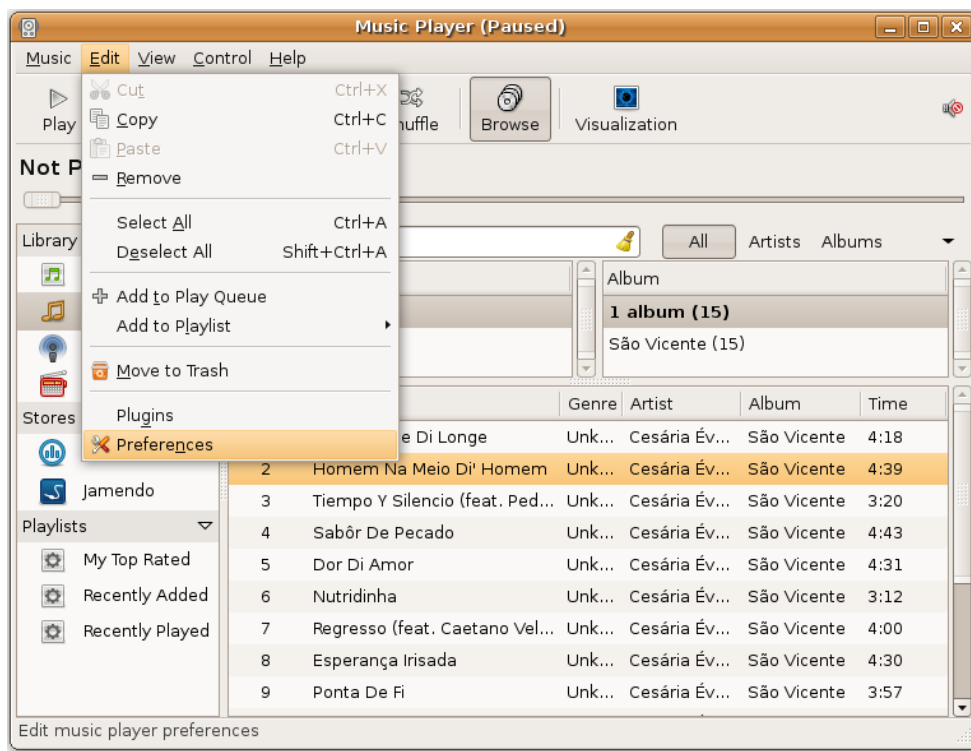 Music Player (Paused)
Music Edit View Control Help
Play uffle Browse Visualization
Not P
Cut Ctrl+X
Copy Ctrl+C
Paste Ctrl+V
Remove
Select All Ctrl+A
Deselect All Shift+Ctrl+A
Add to Play Queue
Add to Playlist
Move to Trash
Plugins
Preferences
Library
All Artists Albums
Album
1 album (15)
São Vicente (15)
Stores
Jamendo
Playlists
My Top Rated
Recently Added
Recently Played
Genre Artist Album Time
e Di Longe Unk... Cesária Év... São Vicente 4:18
2 Homem Na Meio Di' Homem Unk... Cesária Év... São Vicente 4:39
3 Tiempo Y Silencio (feat. Ped... Unk... Cesária Év... São Vicente 3:20
4 Sabôr De Pecado Unk... Cesária Év... São Vicente 4:43
5 Dor Di Amor Unk... Cesária Év... São Vicente 4:31
6 Nutridinha Unk... Cesária Év... São Vicente 3:12
7 Regresso (feat. Caetano Vel... Unk... Cesária Év... São Vicente 4:00
8 Esperança Irisada Unk... Cesária Év... São Vicente 4:30
9 Ponta De Fi Unk... Cesária Év... São Vicente 3:57
Edit music player preferences